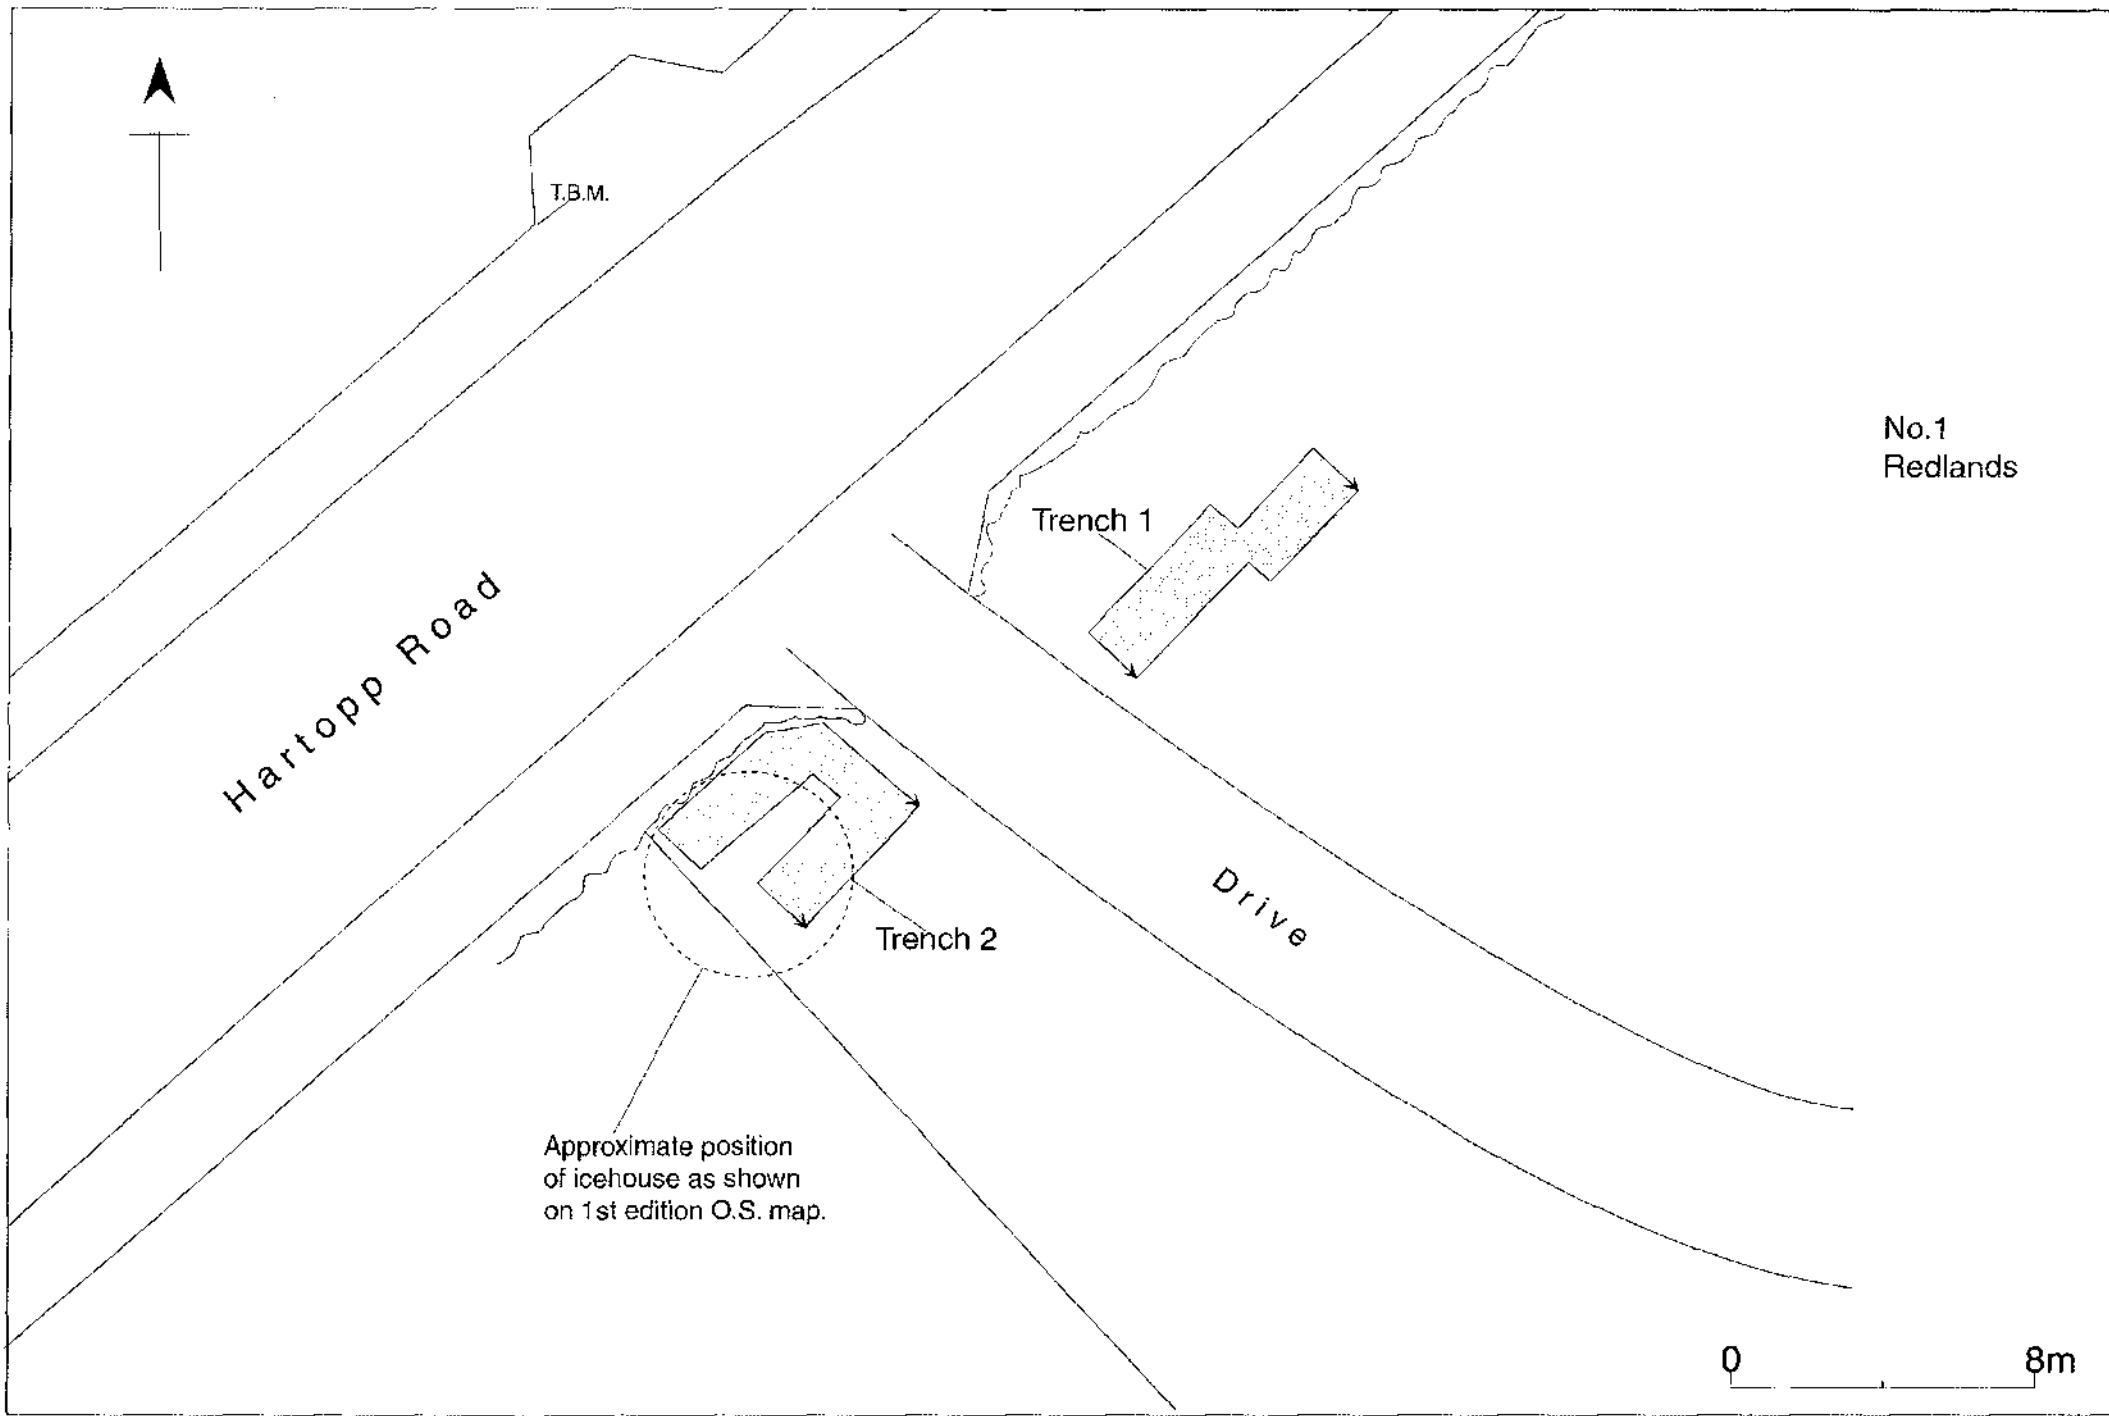 T.B.M.
No.1
Redlands
Trench 1
Hartopp Road
Drive
Trench 2
Approximate position
of icehouse as shown
on 1st edition O.S. map.
0 8m